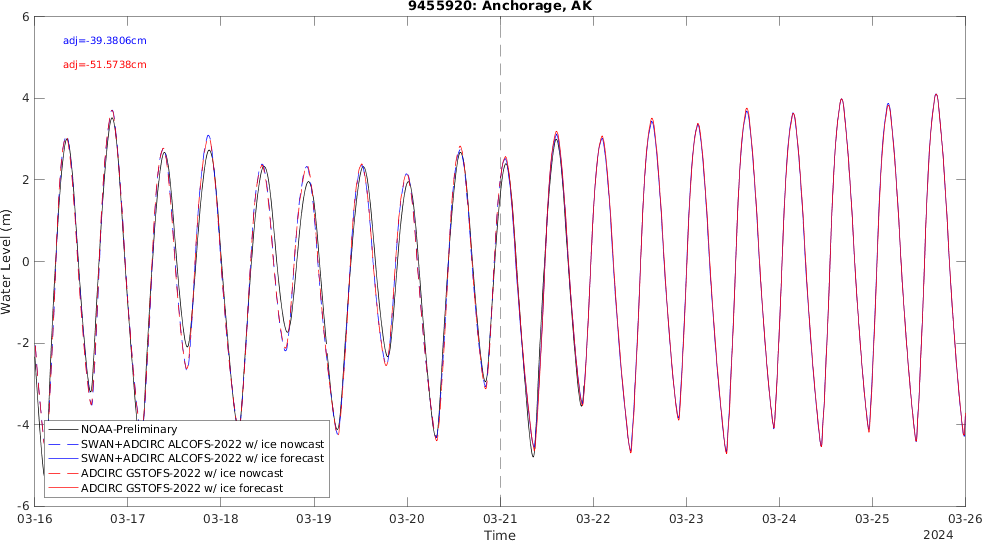 9455920: Anchorage, AK
adj=-39.3806cm
adj=-51.5738cm
Water Level (m)
6
4
2
0
-2
-4
-6
NOAA-Preliminary
SWAN+ADCIRC ALCOFS-2022 w/ ice nowcast
SWAN+ADCIRC ALCOFS-2022 w/ ice forecast
ADCIRC GSTOFS-2022 w/ ice nowcast
ADCIRC GSTOFS-2022 w/ ice forecast
03-16 03-17 03-18 03-19 03-20 03-21 03-22 03-23 03-24 03-25 03-26
Time
2024